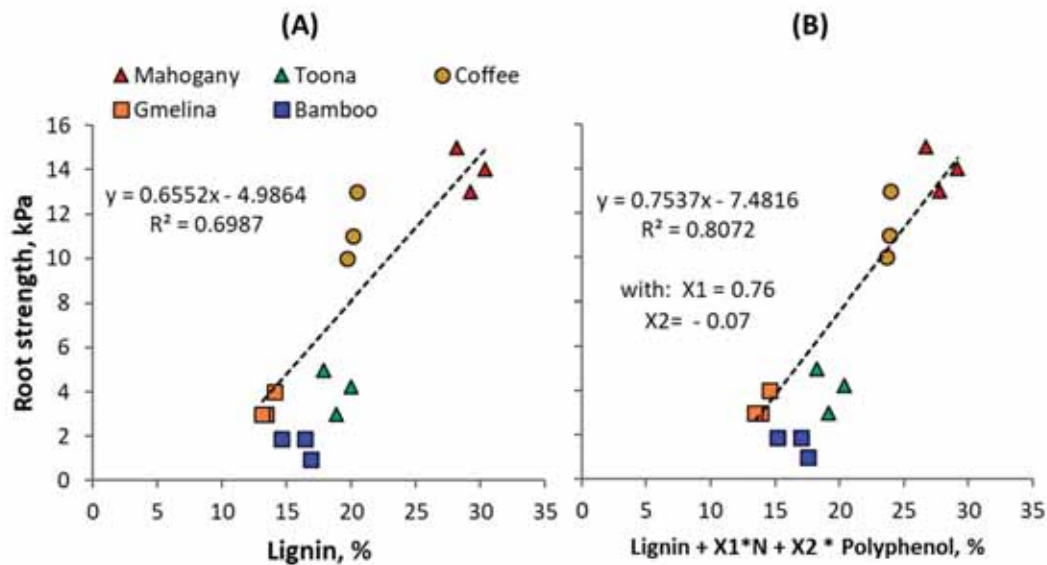 (A)
(B)
Mahogany Toona Coffee
Gmelina Bamboo
Root strength, kPa
16
14
12
10
8
6
4
2
0
y = 0.6552x - 4.9864
R² = 0.6987
0 5 10 15 20 25 30 35
Lignin, %
y = 0.7537x - 7.4816
R² = 0.8072
with: X1 = 0.76
X2= - 0.07
0 5 10 15 20 25 30 35
Lignin + X1*N + X2 * Polyphenol, %